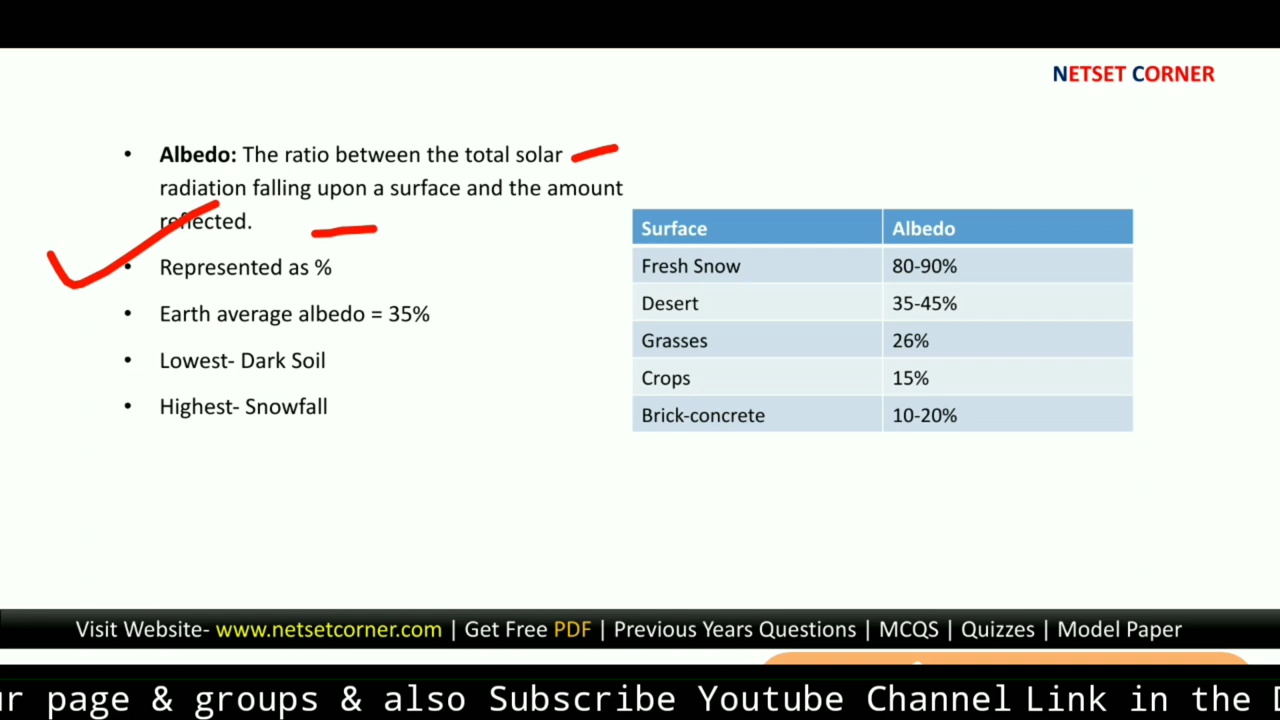 NETSET CORNER
• Albedo: The ratio between the total solar
radiation falling upon a surface and the amount
reflected.
• Represented as %
• Earth average albedo = 35%
• Lowest- Dark Soil
• Highest- Snowfall
Surface Albedo
Fresh Snow 80-90%
Desert 35-45%
Grasses 26%
Crops 15%
Brick-concrete 10-20%
Visit Website- www.netsetcorner.com | Get Free PDF | Previous Years Questions | MCQS | Quizzes | Model Paper
page & groups & also Subscribe Youtube Channel Link in the